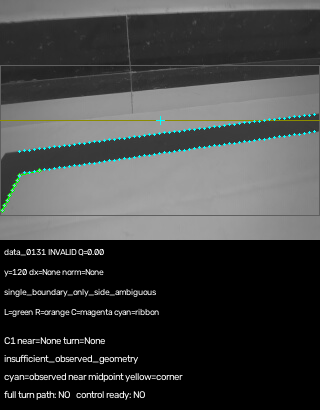 data_0131 INVALID Q=0.00
y=120 dx=None norm=None
single_boundary_only_side_ambiguous
L=green R=orange C=magenta cyan=ribbon
C1 near=None turn=None
insufficient_observed_geometry
cyan=observed near midpoint yellow=corner
full turn path: NO control ready: NO